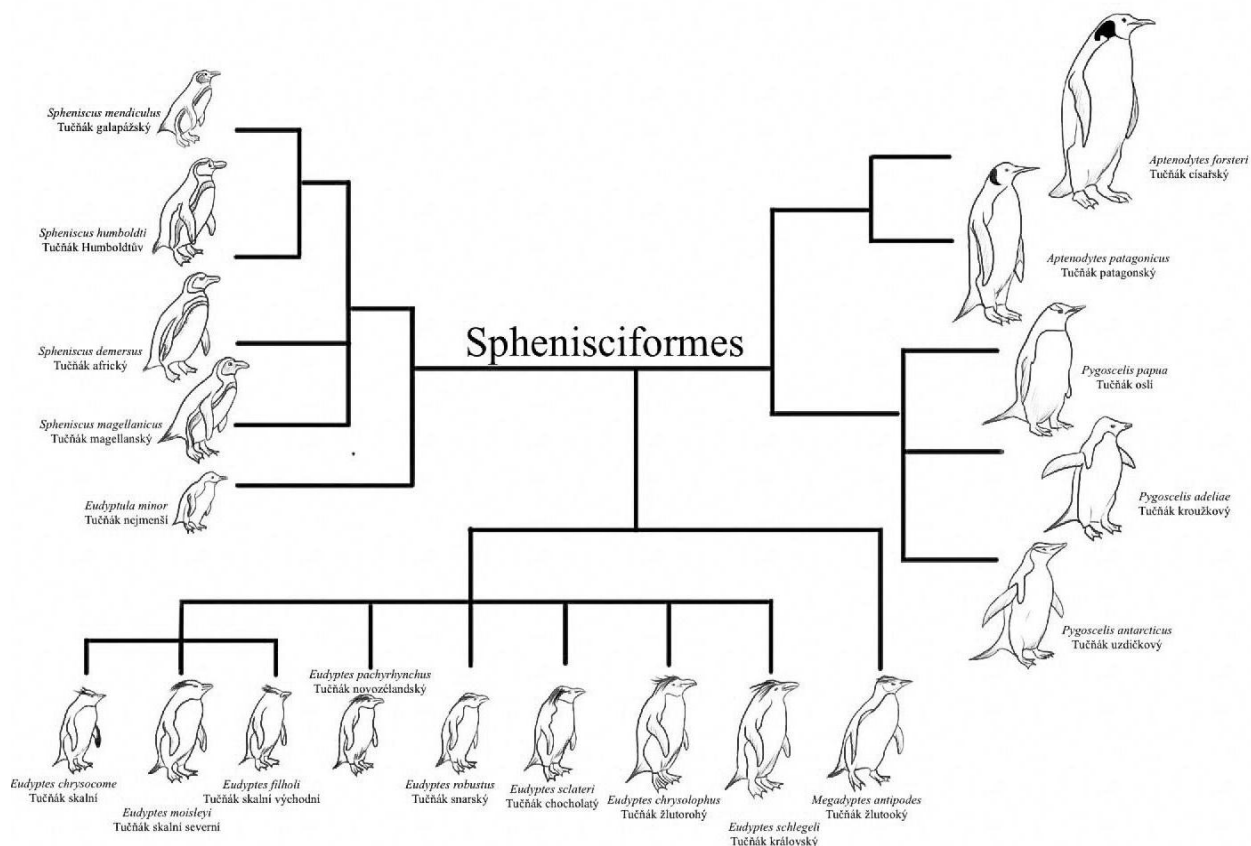 Spheniscus mendiculus
Tučňák galapážský
Spheniscus humboldti
Tučňák Humboldtův
Spheniscus demersus
Tučňák africký
Spheniscus magellanicus
Tučňák magellanský
Eudyptula minor
Tučňák nejmenší
Sphenisciformes
Aptenodytes forsteri
Tučňák císařský
Aptenodytes patagonicus
Tučňák patagonský
Pygoscelis papua
Tučňák oslí
Pygoscelis adeliae
Tučňák kroužkový
Pygoscelis antarcticus
Tučňák uzdičkový
Eudyptes chrysocome
Tučňák skalní
Eudyptes moisleyi
Tučňák skalní severní
Eudyptes filholi
Tučňák skalní východní
Eudyptes pachyrhynchus
Tučňák novozélandský
Eudyptes robustus
Tučňák snarský
Eudyptes sclateri
Tučňák chocholatý
Eudyptes chrysolophus
Tučňák žlutorohý
Eudyptes schlegeli
Tučňák královský
Megadyptes antipodes
Tučňák žlutooký